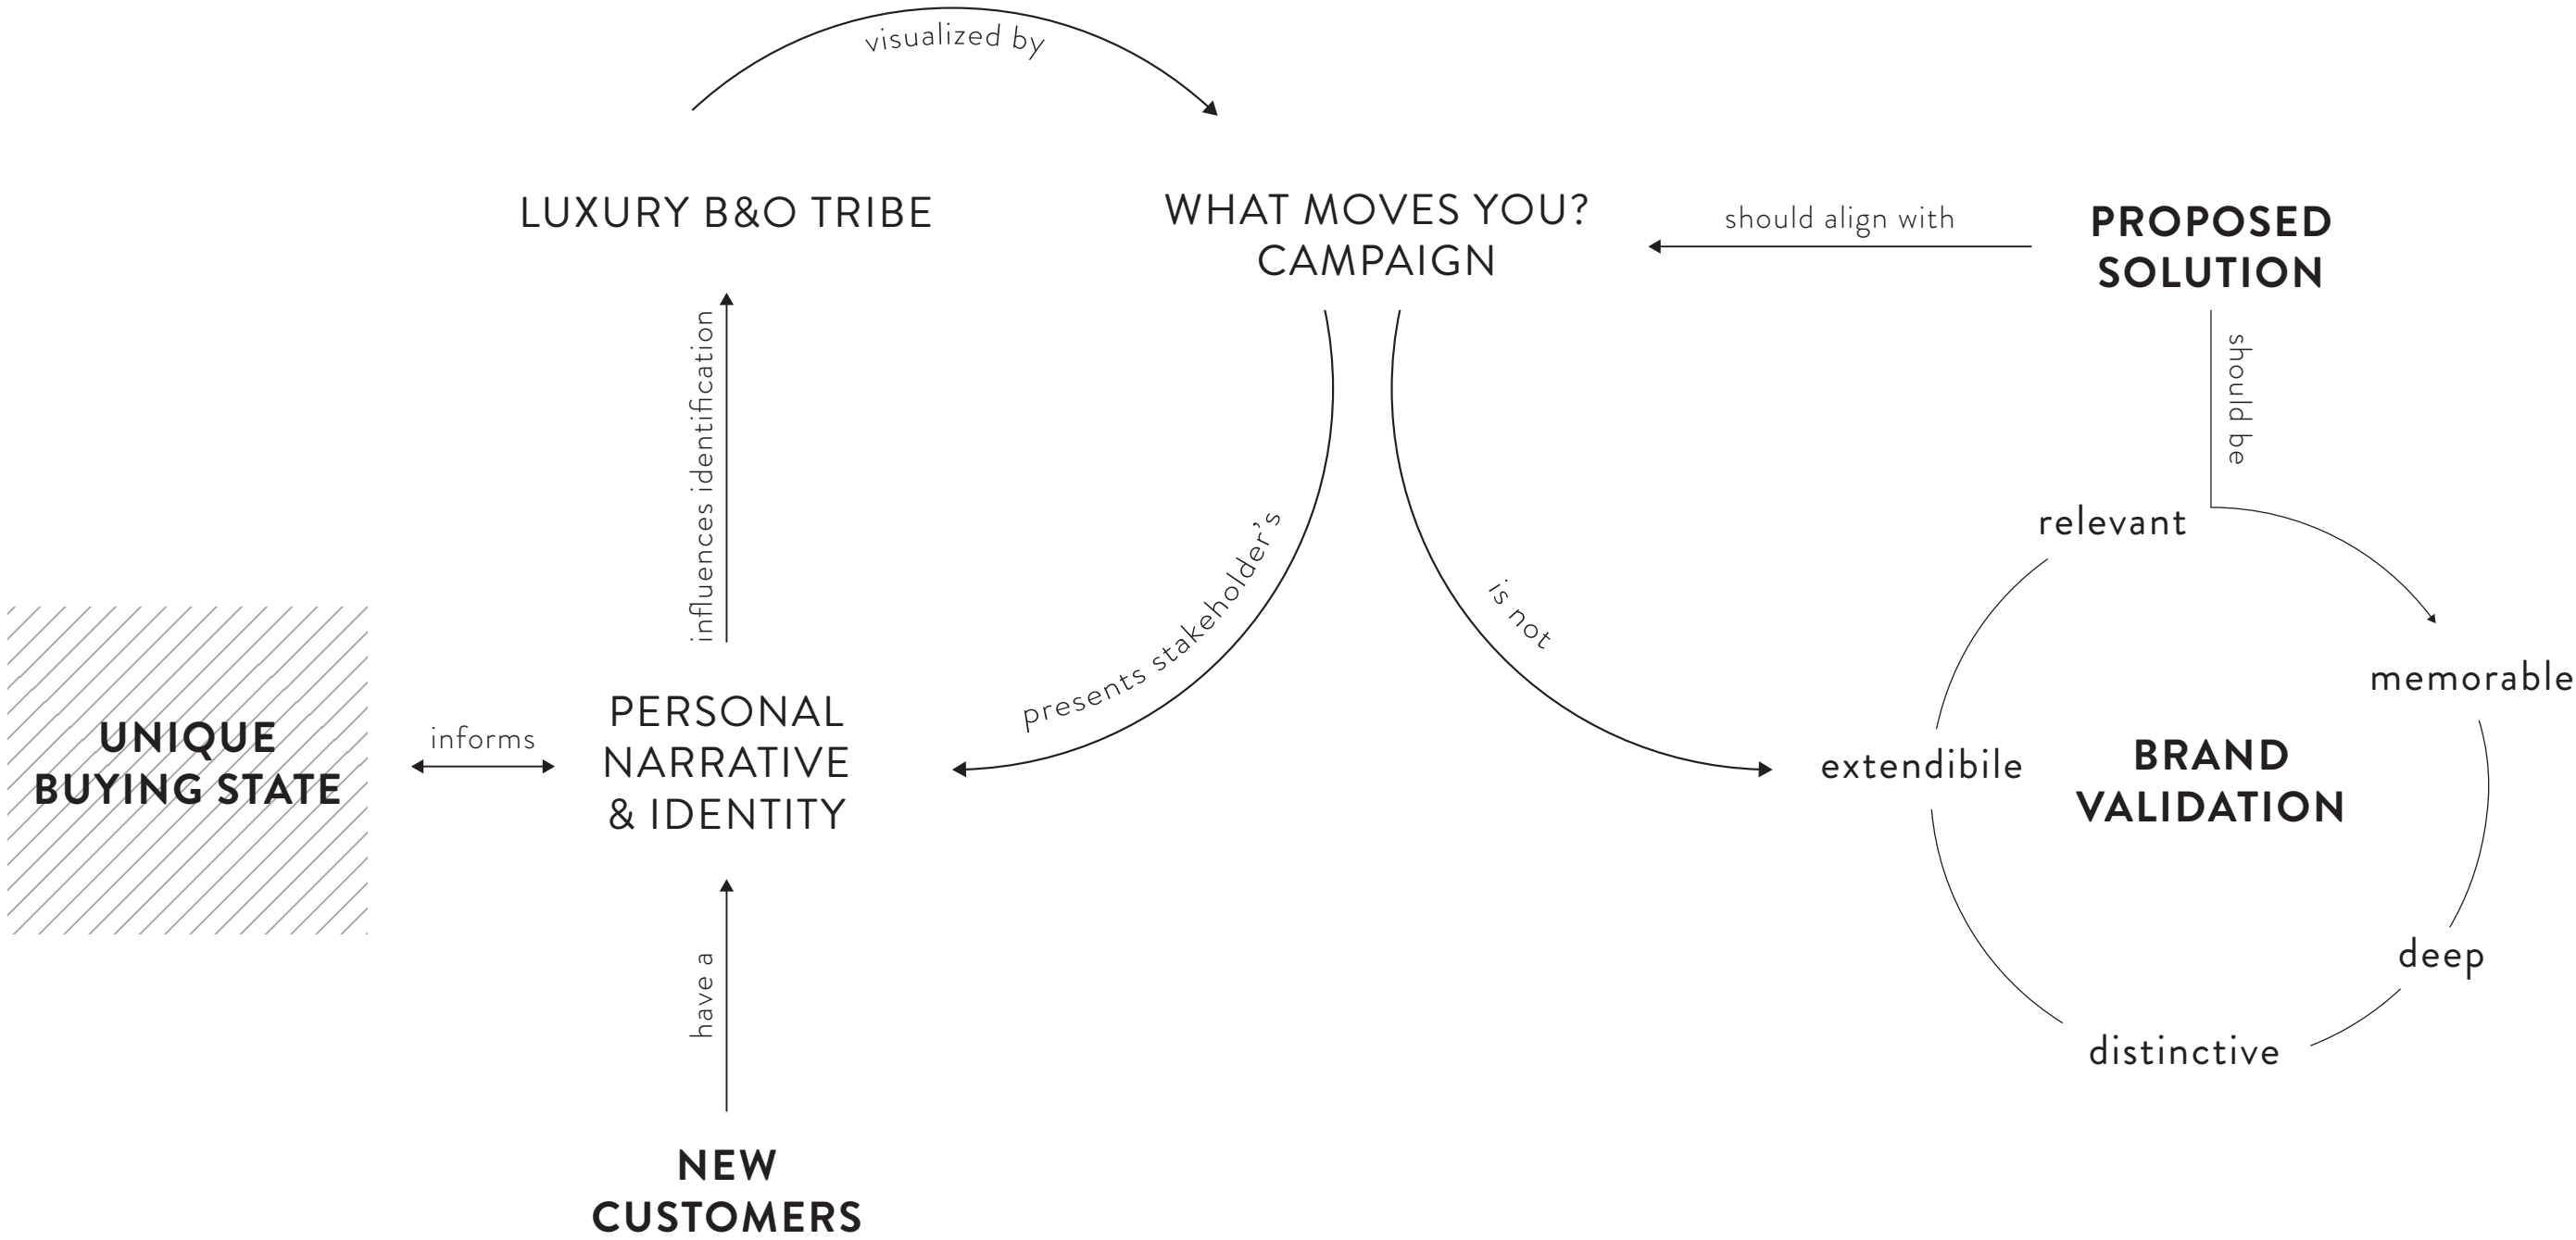 visualized by
LUXURY B&O TRIBE
WHAT MOVES YOU?
CAMPAIGN
should align with
PROPOSED
SOLUTION
influences identification
should be
relevant
presents stakeholder's
is not
memorable
UNIQUE
BUYING STATE
informs
PERSONAL
NARRATIVE
& IDENTITY
extendibile
BRAND
VALIDATION
deep
have a
distinctive
NEW
CUSTOMERS